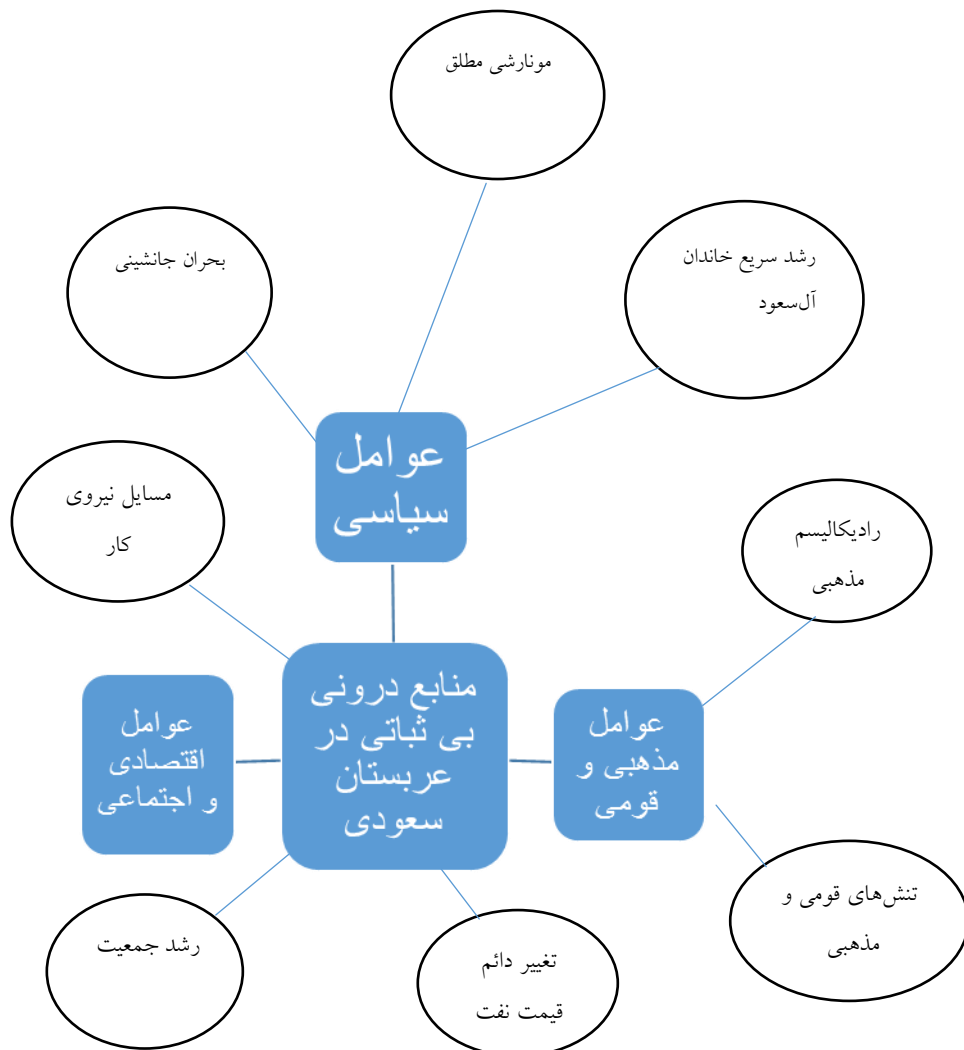 مونارشی مطلق
رشد سریع خاندان
آل‌سعود
بحران جانشینی
عوامل
سیاسی
مسایل نیروی
کار
رادیکالیسم
مذهبی
منابع درونی
بی ثباتی در
عربستان
سعودی
عوامل
مذهبی و
قومی
عوامل
اقتصادی
و اجتماعی
تنش‌های قومی و
مذهبی
تغییر دائم
قیمت نفت
رشد جمعیت